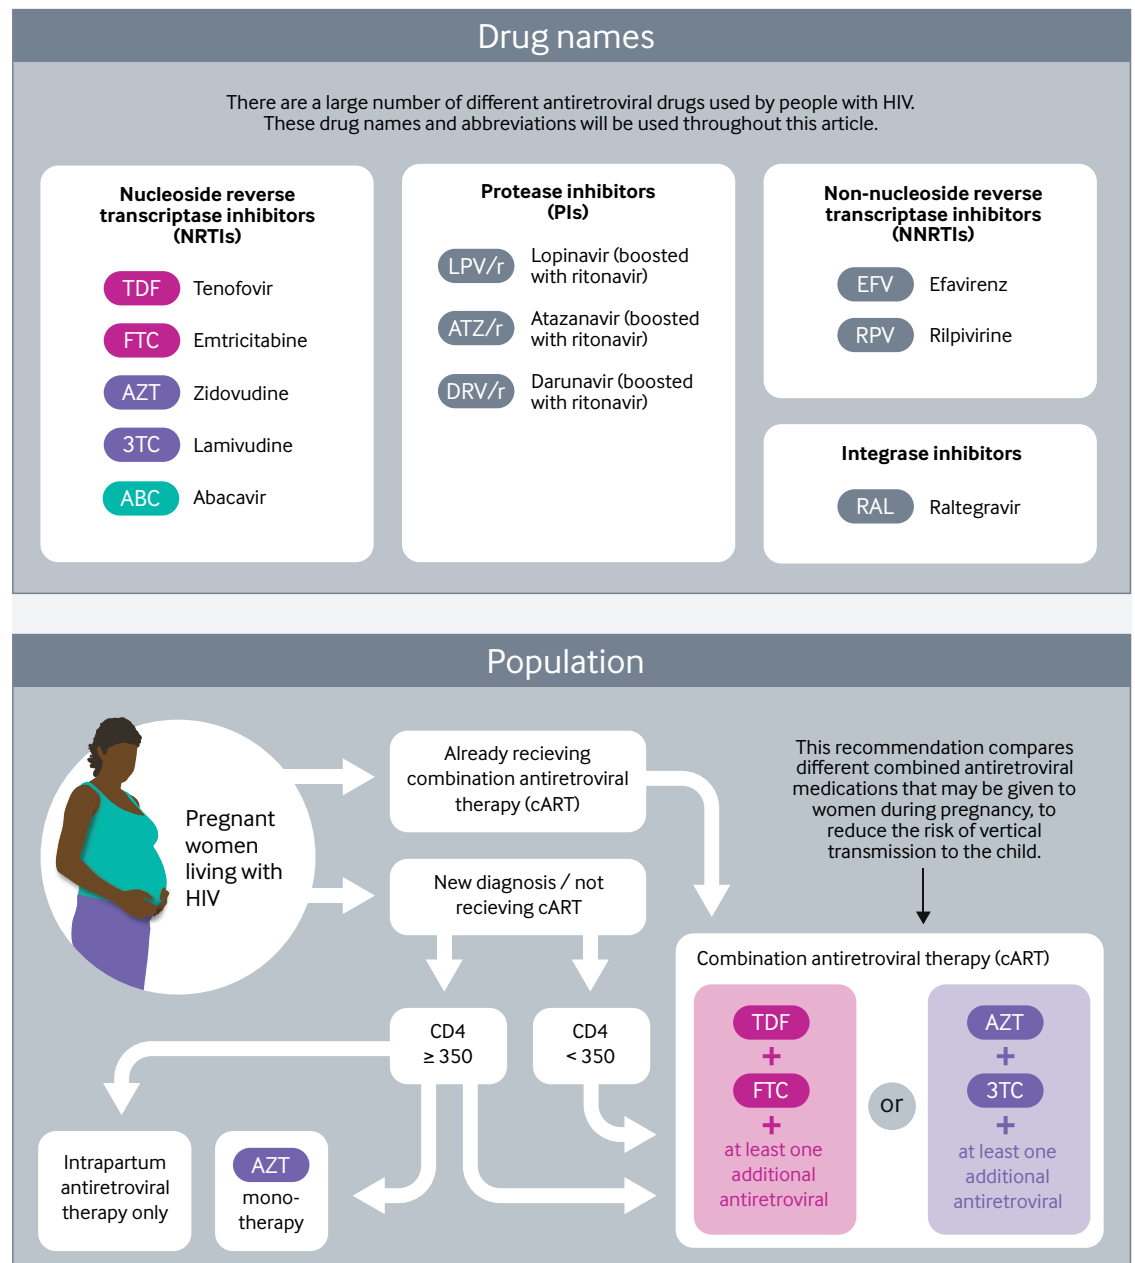 Drug names
There are a large number of different antiretroviral drugs used by people with HIV.
These drug names and abbreviations will be used throughout this article.
Nucleoside reverse
transcriptase inhibitors
(NRTIs)
TDF Tenofovir
FTC Emtricitabine
AZT Zidovudine
3TC Lamivudine
ABC Abacavir
Protease inhibitors
(PIs)
LPV/r Lopinavir (boosted
with ritonavir)
ATZ/r Atazanavir (boosted
with ritonavir)
DRV/r Darunavir (boosted
with ritonavir)
Non-nucleoside reverse
transcriptase inhibitors
(NNRTIs)
EFV Efavirenz
RPV Rilpivirine
Integrase inhibitors
RAL Raltegravir
Population
Pregnant
women
living with
HIV
Already recieving
combination antiretroviral
therapy (cART)
New diagnosis / not
recieving cART
This recommendation compares
different combined antiretroviral
medications that may be given to
women during pregnancy, to
reduce the risk of vertical
transmission to the child.
CD4
≥ 350
CD4
< 350
Intrapartum
antiretroviral
therapy only
AZT
mono-
therapy
Combination antiretroviral therapy (cART)
TDF
+
FTC
+
at least one
additional
antiretroviral
or
AZT
+
3TC
+
at least one
additional
antiretroviral